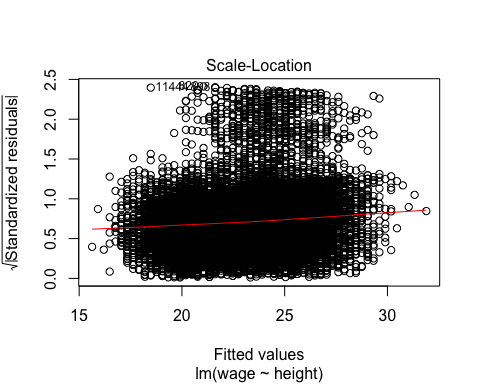 Scale-Location
√|Standardized residuals|
2.5
2.0
1.5
1.0
0.5
0.0
15
20
25
30
Fitted values
lm(wage ~ height)